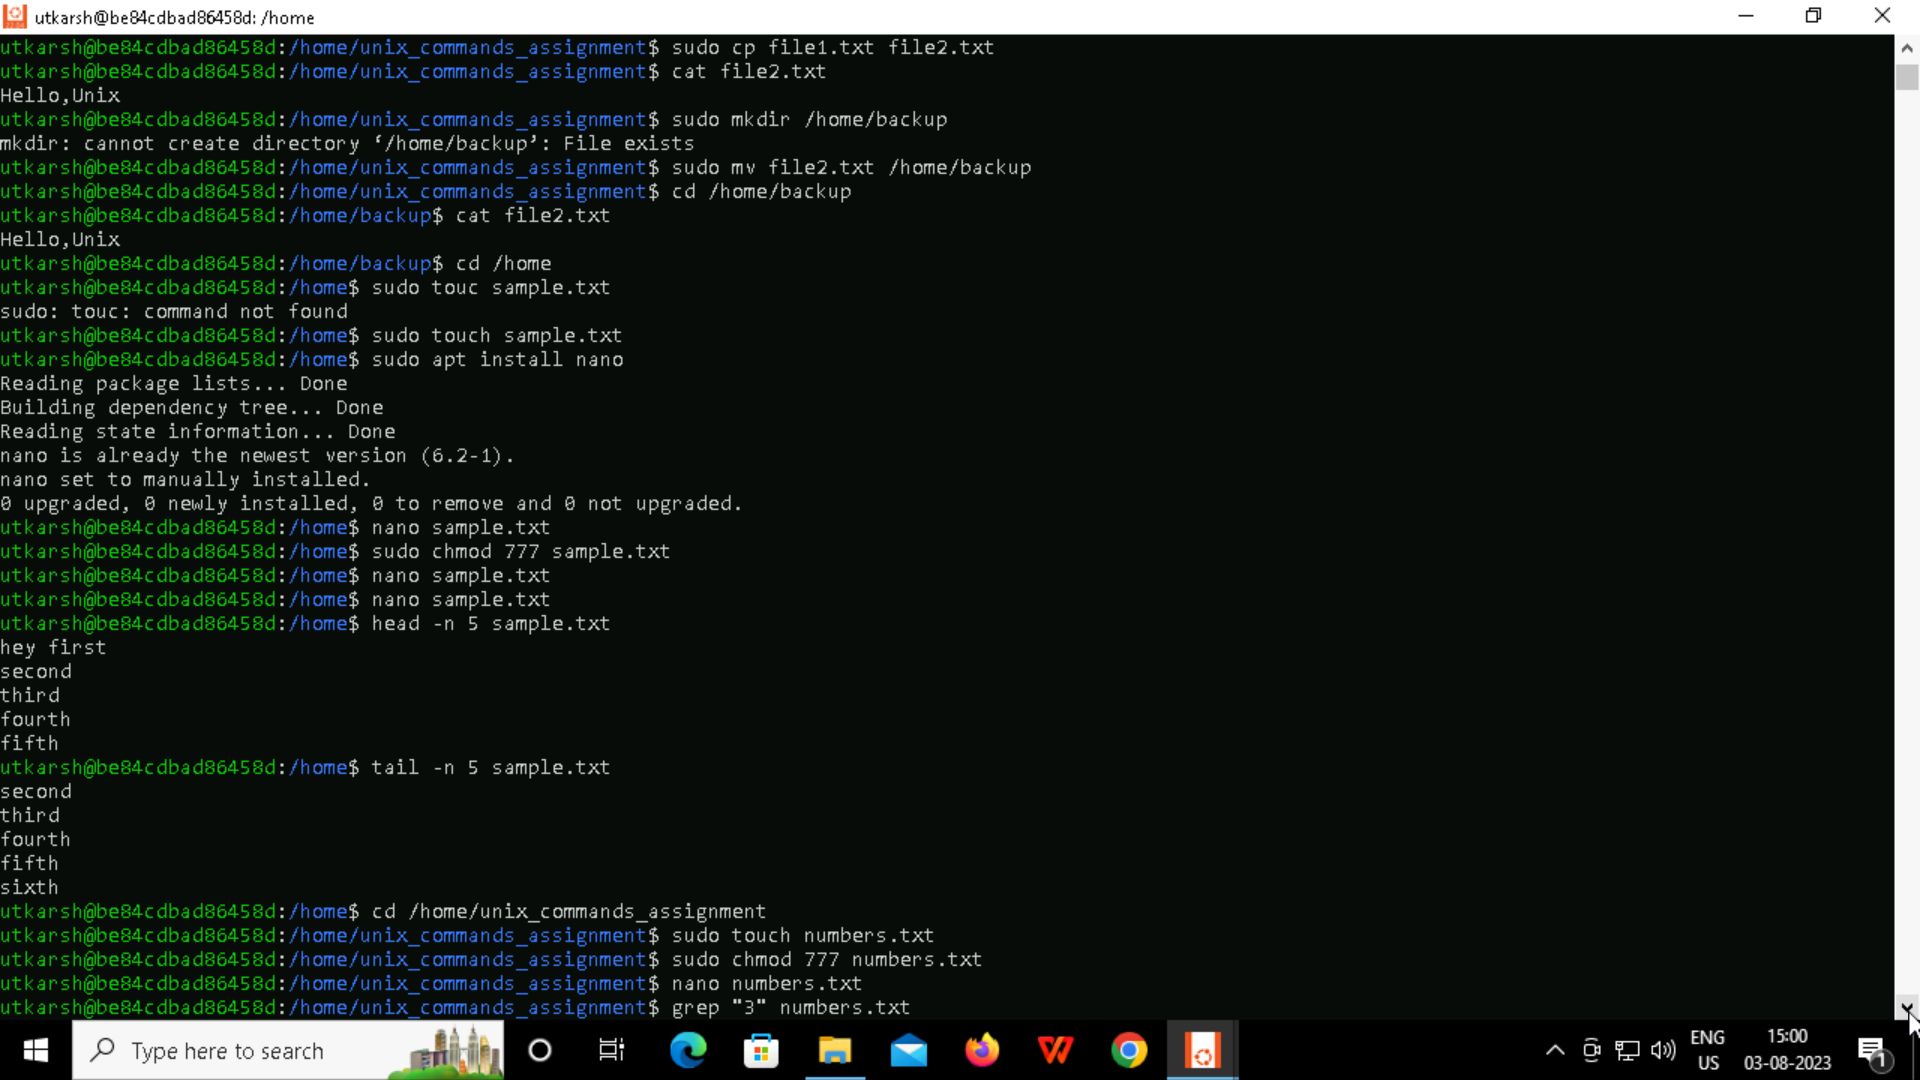 utkarsh@be84cdbad86458d: /home
utkarsh@be84cdbad86458d:/home/unix_commands_assignment$ sudo cp file1.txt file2.txt
utkarsh@be84cdbad86458d:/home/unix_commands_assignment$ cat file2.txt
Hello,Unix
utkarsh@be84cdbad86458d:/home/unix_commands_assignment$ sudo mkdir /home/backup
mkdir: cannot create directory ‘/home/backup’: File exists
utkarsh@be84cdbad86458d:/home/unix_commands_assignment$ sudo mv file2.txt /home/backup
utkarsh@be84cdbad86458d:/home/unix_commands_assignment$ cd /home/backup
utkarsh@be84cdbad86458d:/home/backup$ cat file2.txt
Hello,Unix
utkarsh@be84cdbad86458d:/home/backup$ cd /home
utkarsh@be84cdbad86458d:/home$ sudo touc sample.txt
sudo: touc: command not found
utkarsh@be84cdbad86458d:/home$ sudo touch sample.txt
utkarsh@be84cdbad86458d:/home$ sudo apt install nano
Reading package lists... Done
Building dependency tree... Done
Reading state information... Done
nano is already the newest version (6.2-1).
nano set to manually installed.
0 upgraded, 0 newly installed, 0 to remove and 0 not upgraded.
utkarsh@be84cdbad86458d:/home$ nano sample.txt
utkarsh@be84cdbad86458d:/home$ sudo chmod 777 sample.txt
utkarsh@be84cdbad86458d:/home$ nano sample.txt
utkarsh@be84cdbad86458d:/home$ nano sample.txt
utkarsh@be84cdbad86458d:/home$ head -n 5 sample.txt
hey first
second
third
fourth
fifth
utkarsh@be84cdbad86458d:/home$ tail -n 5 sample.txt
second
third
fourth
fifth
sixth
utkarsh@be84cdbad86458d:/home$ cd /home/unix_commands_assignment
utkarsh@be84cdbad86458d:/home/unix_commands_assignment$ sudo touch numbers.txt
utkarsh@be84cdbad86458d:/home/unix_commands_assignment$ sudo chmod 777 numbers.txt
utkarsh@be84cdbad86458d:/home/unix_commands_assignment$ nano numbers.txt
utkarsh@be84cdbad86458d:/home/unix_commands_assignment$ grep "3" numbers.txt
Type here to search
ENG
US
15:00
03-08-2023
1